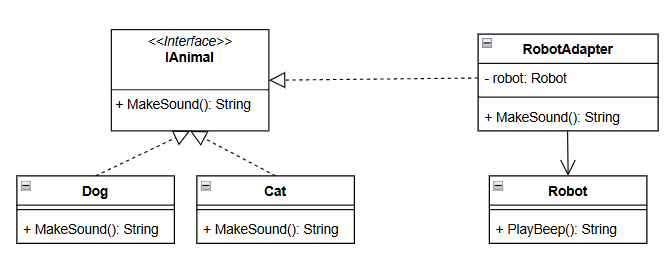 <<Interface>>
IAnimal
+ MakeSound(): String
RobotAdapter
- robot: Robot
+ MakeSound(): String
Dog
+ MakeSound(): String
Cat
+ MakeSound(): String
Robot
+ PlayBeep(): String